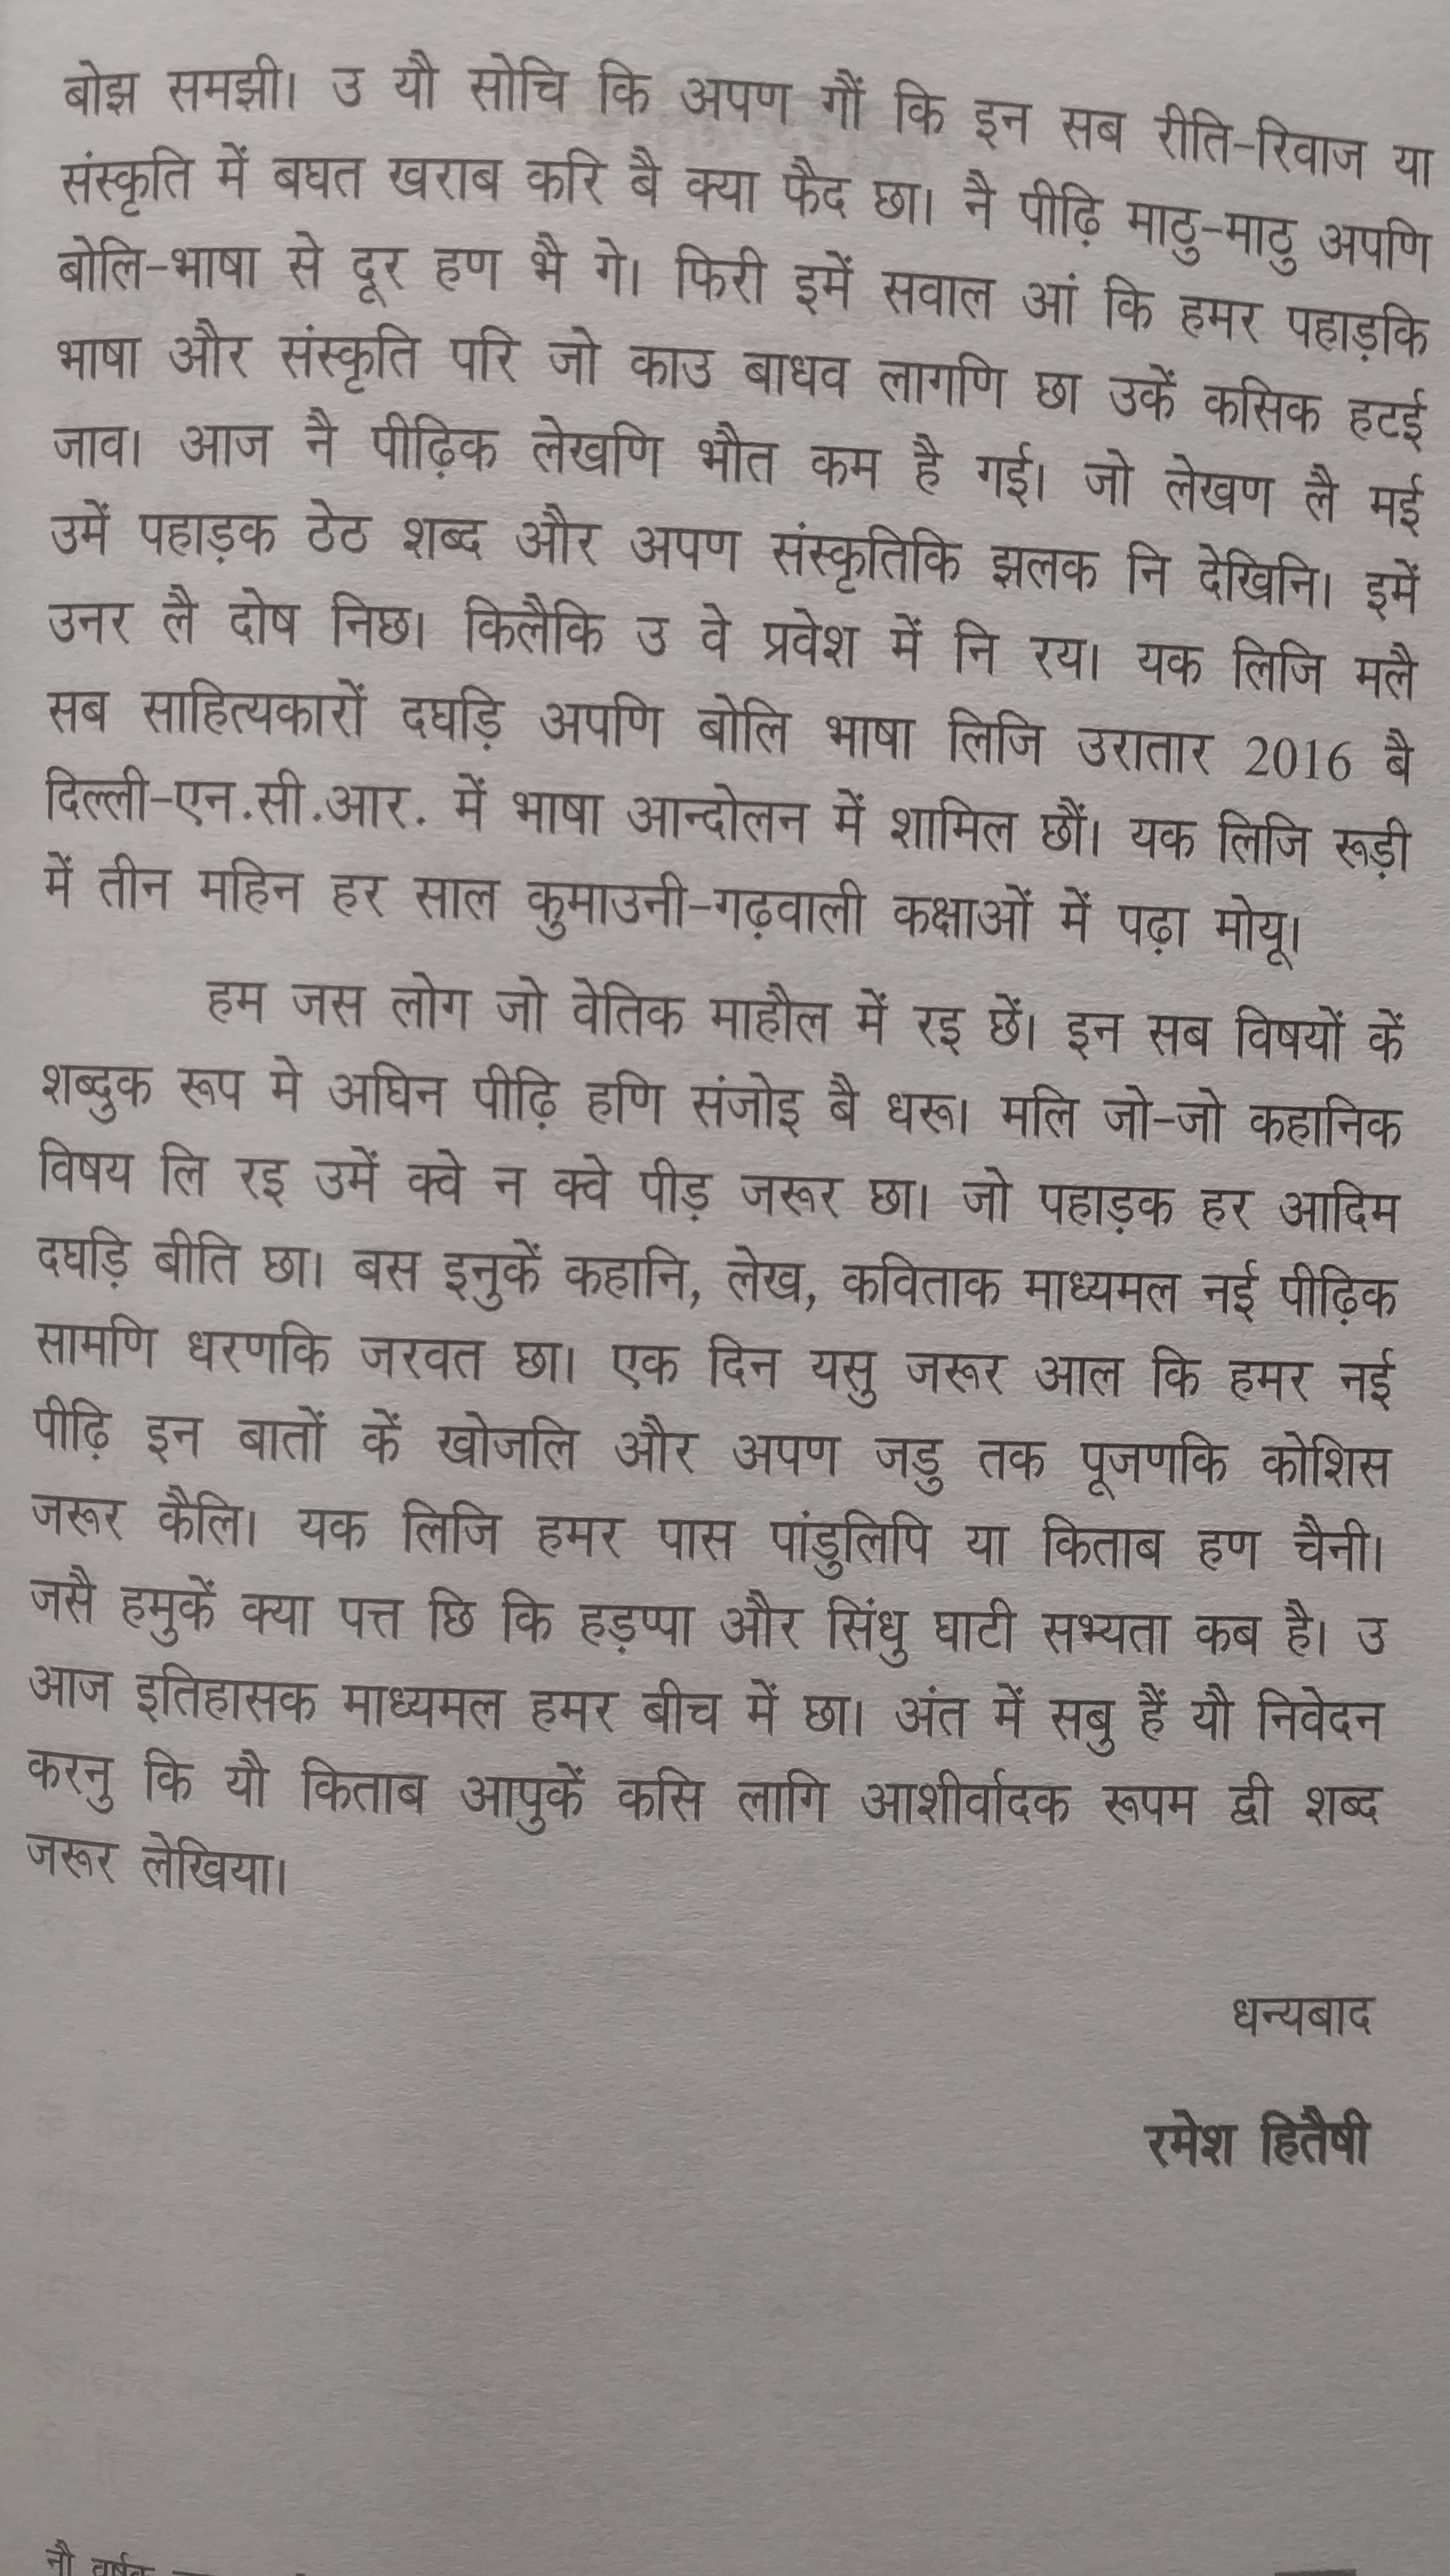 बोझ समझी। उ यौ सोचि कि अपण गौं कि इन सब रीति-रिवाज या
संस्कृति में बघत खराब करि बै क्या फैद छा। नै पीढ़ि माठु-माठु अपणि
बोलि-भाषा से दूर हण भै गे। फिरी इमें सवाल आं कि हमर पहाड़कि
भाषा और संस्कृति परि जो काउ बाधव लागणि छा उकें कसिक हटई
जाव। आज नै पीढ़िक लेखणि भौत कम है गई। जो लेखण लै मई
उमें पहाड़क ठेठ शब्द और अपण संस्कृतिकि झलक नि देखिनि। इमें
उनर लै दोष निछ। किलैकि उ वे प्रवेश में नि रय। यक लिजि मलै
सब साहित्यकारों दघड़ि अपणि बोलि भाषा लिजि उरातार 2016 बै
दिल्ली-एन.सी.आर. में भाषा आन्दोलन में शामिल छौं। यक लिजि रूड़ी
में तीन महिन हर साल कुमाउनी-गढ़वाली कक्षाओं में पढ़ा मोयू।
हम जस लोग जो वेतिक माहौल में रइ छें। इन सब विषयों कें
शब्दुक रूप मे अघिन पीढ़ि हणि संजोइ बै धरू। मलि जो-जो कहानिक
विषय लि रइ उमें क्वे न क्वे पीड़ जरूर छा। जो पहाड़क हर आदिम
दघड़ि बीति छा। बस इनुकें कहानि, लेख, कविताक माध्यमल नई पीढ़िक
सामणि धरणकि जरवत छा। एक दिन यसु जरूर आल कि हमर नई
पीढ़ि इन बातों कें खोजलि और अपण जडु तक पूजणकि कोशिस
जरूर कैलि। यक लिजि हमर पास पांडुलिपि या किताब हण चैनी।
जसै हमुकें क्या पत्त छि कि हड़प्पा और सिंधु घाटी सभ्यता कब है। उ
आज इतिहासक माध्यमल हमर बीच में छा। अंत में सबु हैं यौ निवेदन
करनु कि यौ किताब आपुकें कसि लागि आशीर्वादक रूपम द्वी शब्द
जरूर लेखिया।
धन्यबाद
रमेश हितैषी